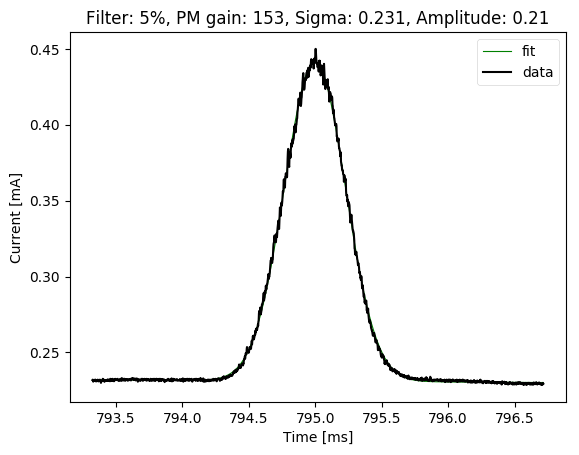 Filter: 5%, PM gain: 153, Sigma: 0.231, Amplitude: 0.21
fit
data
0.45
0.40
0.35
0.30
0.25
Current [mA]
793.5 794.0 794.5 795.0 795.5 796.0 796.5
Time [ms]